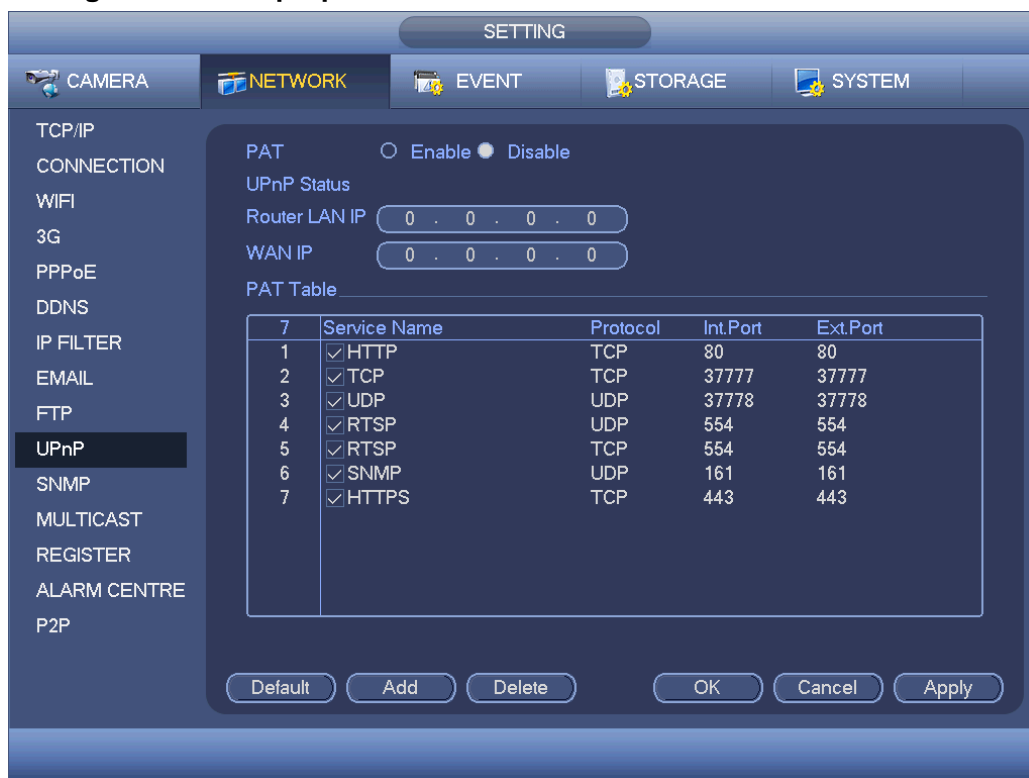 SETTING
CAMERA NETWORK EVENT STORAGE SYSTEM
TCP/IP
CONNECTION
WIFI
3G
PPPoE
DDNS
IP FILTER
EMAIL
FTP
UPnP
SNMP
MULTICAST
REGISTER
ALARM CENTRE
P2P
PAT Enable Disable
UPnP Status
Router LAN IP 0 . 0 . 0 . 0
WAN IP 0 . 0 . 0 . 0
PAT Table
7 Service Name Protocol Int.Port Ext.Port
1 HTTP TCP 80 80
2 TCP TCP 37777 37777
3 UDP UDP 37778 37778
4 RTSP UDP 554 554
5 RTSP TCP 554 554
6 SNMP UDP 161 161
7 HTTPS TCP 443 443
Default Add Delete OK Cancel Apply